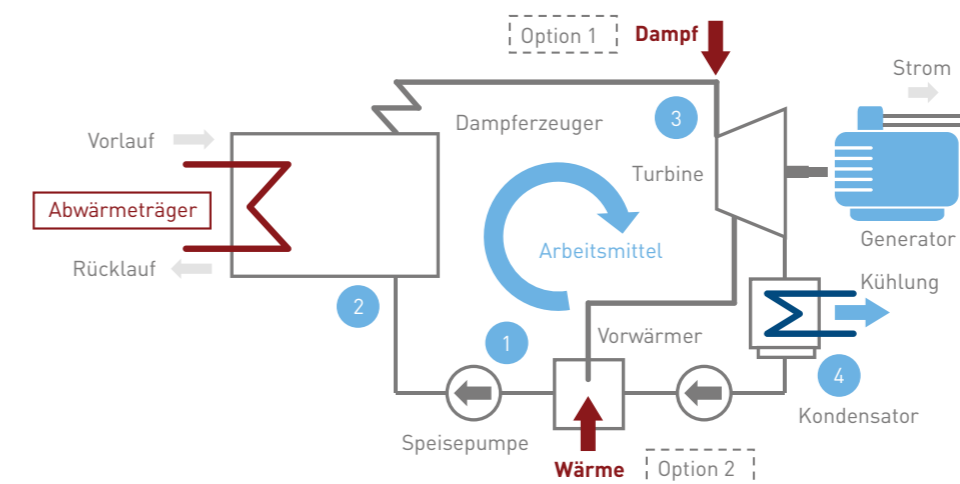 Option 1
Dampf
Strom
Vorlauf
Dampferzeuger
3
Turbine
Abwärmeträger
Generator
Arbeitsmittel
Rücklauf
Kühlung
2
1
Vorwärmer
4
Kondensator
Speisepumpe
Wärme
Option 2